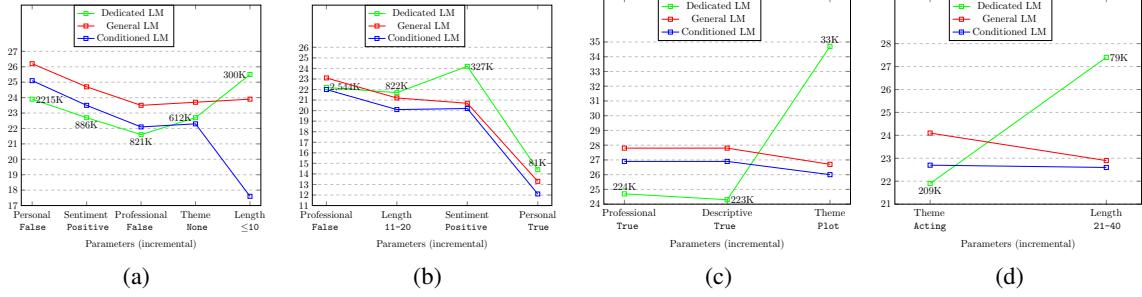 Dedicated LM
General LM
Conditioned LM
27
26
25
24
23
22
21
20
19
18
17
2215K
886K
821K
612K
300K
Personal Sentiment Professional Theme Length
False Positive False None ≤10
Parameters (incremental)
(a)
Dedicated LM
General LM
Conditioned LM
26
25
24
23
22
21
20
19
18
17
16
15
14
13
12
11
2,544K
822K
327K
81K
Professional Length Sentiment Personal
False 11-20 Positive True
Parameters (incremental)
(b)
Dedicated LM
General LM
Conditioned LM
35
34
33
32
31
30
29
28
27
26
25
24
224K
223K
33K
Professional Descriptive Theme
True True Plot
Parameters (incremental)
(c)
Dedicated LM
General LM
Conditioned LM
28
26
24
23
22
21
209K
79K
Theme Length
Acting 21-40
Parameters (incremental)
(d)